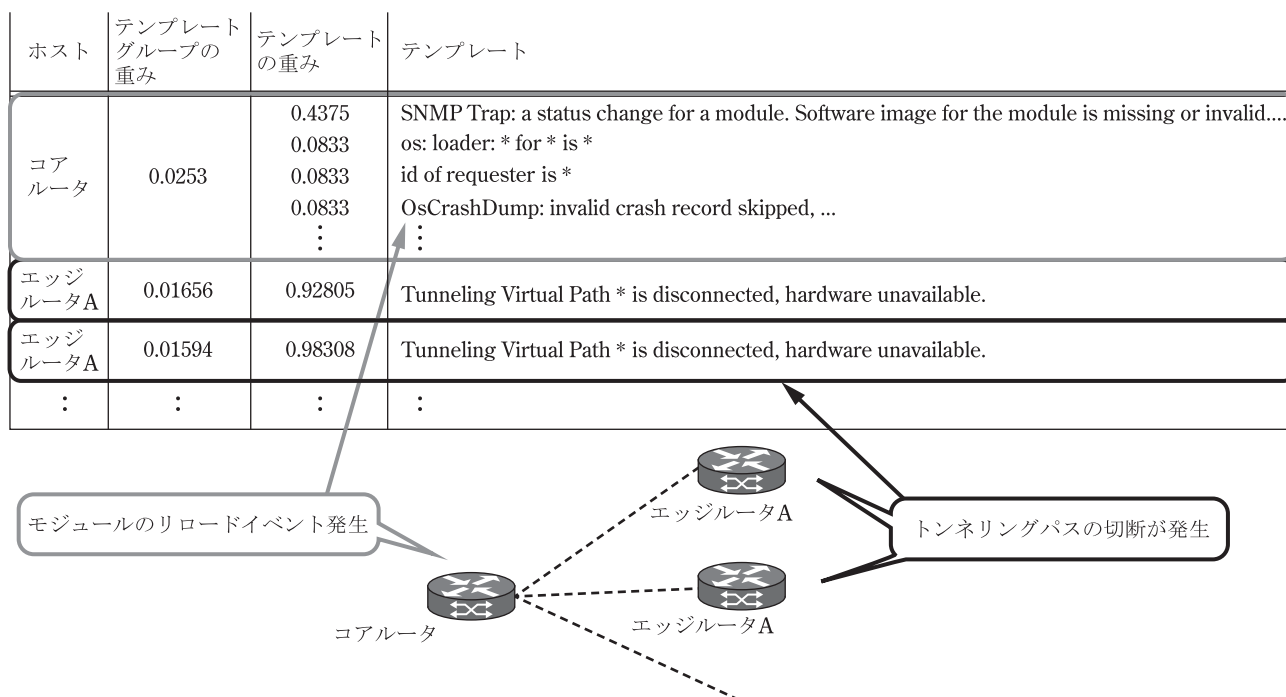 ホスト
テンプレート
グループの
重み
テンプレート
の重み
テンプレート
コア
ルータ
0.0253
0.4375
SNMP Trap: a status change for a module. Software image for the module is missing or invalid....
0.0833
os: loader: * for * is *
0.0833
id of requester is *
0.0833
OsCrashDump: invalid crash record skipped, ...
⋮
⋮
エッジ
ルータA
0.01656
0.92805
Tunneling Virtual Path * is disconnected, hardware unavailable.
エッジ
ルータA
0.01594
0.98308
Tunneling Virtual Path * is disconnected, hardware unavailable.
⋮
⋮
⋮
⋮
モジュールのリロードイベント発生
エッジルータA
トンネリングパスの切断が発生
コアルータ
エッジルータA